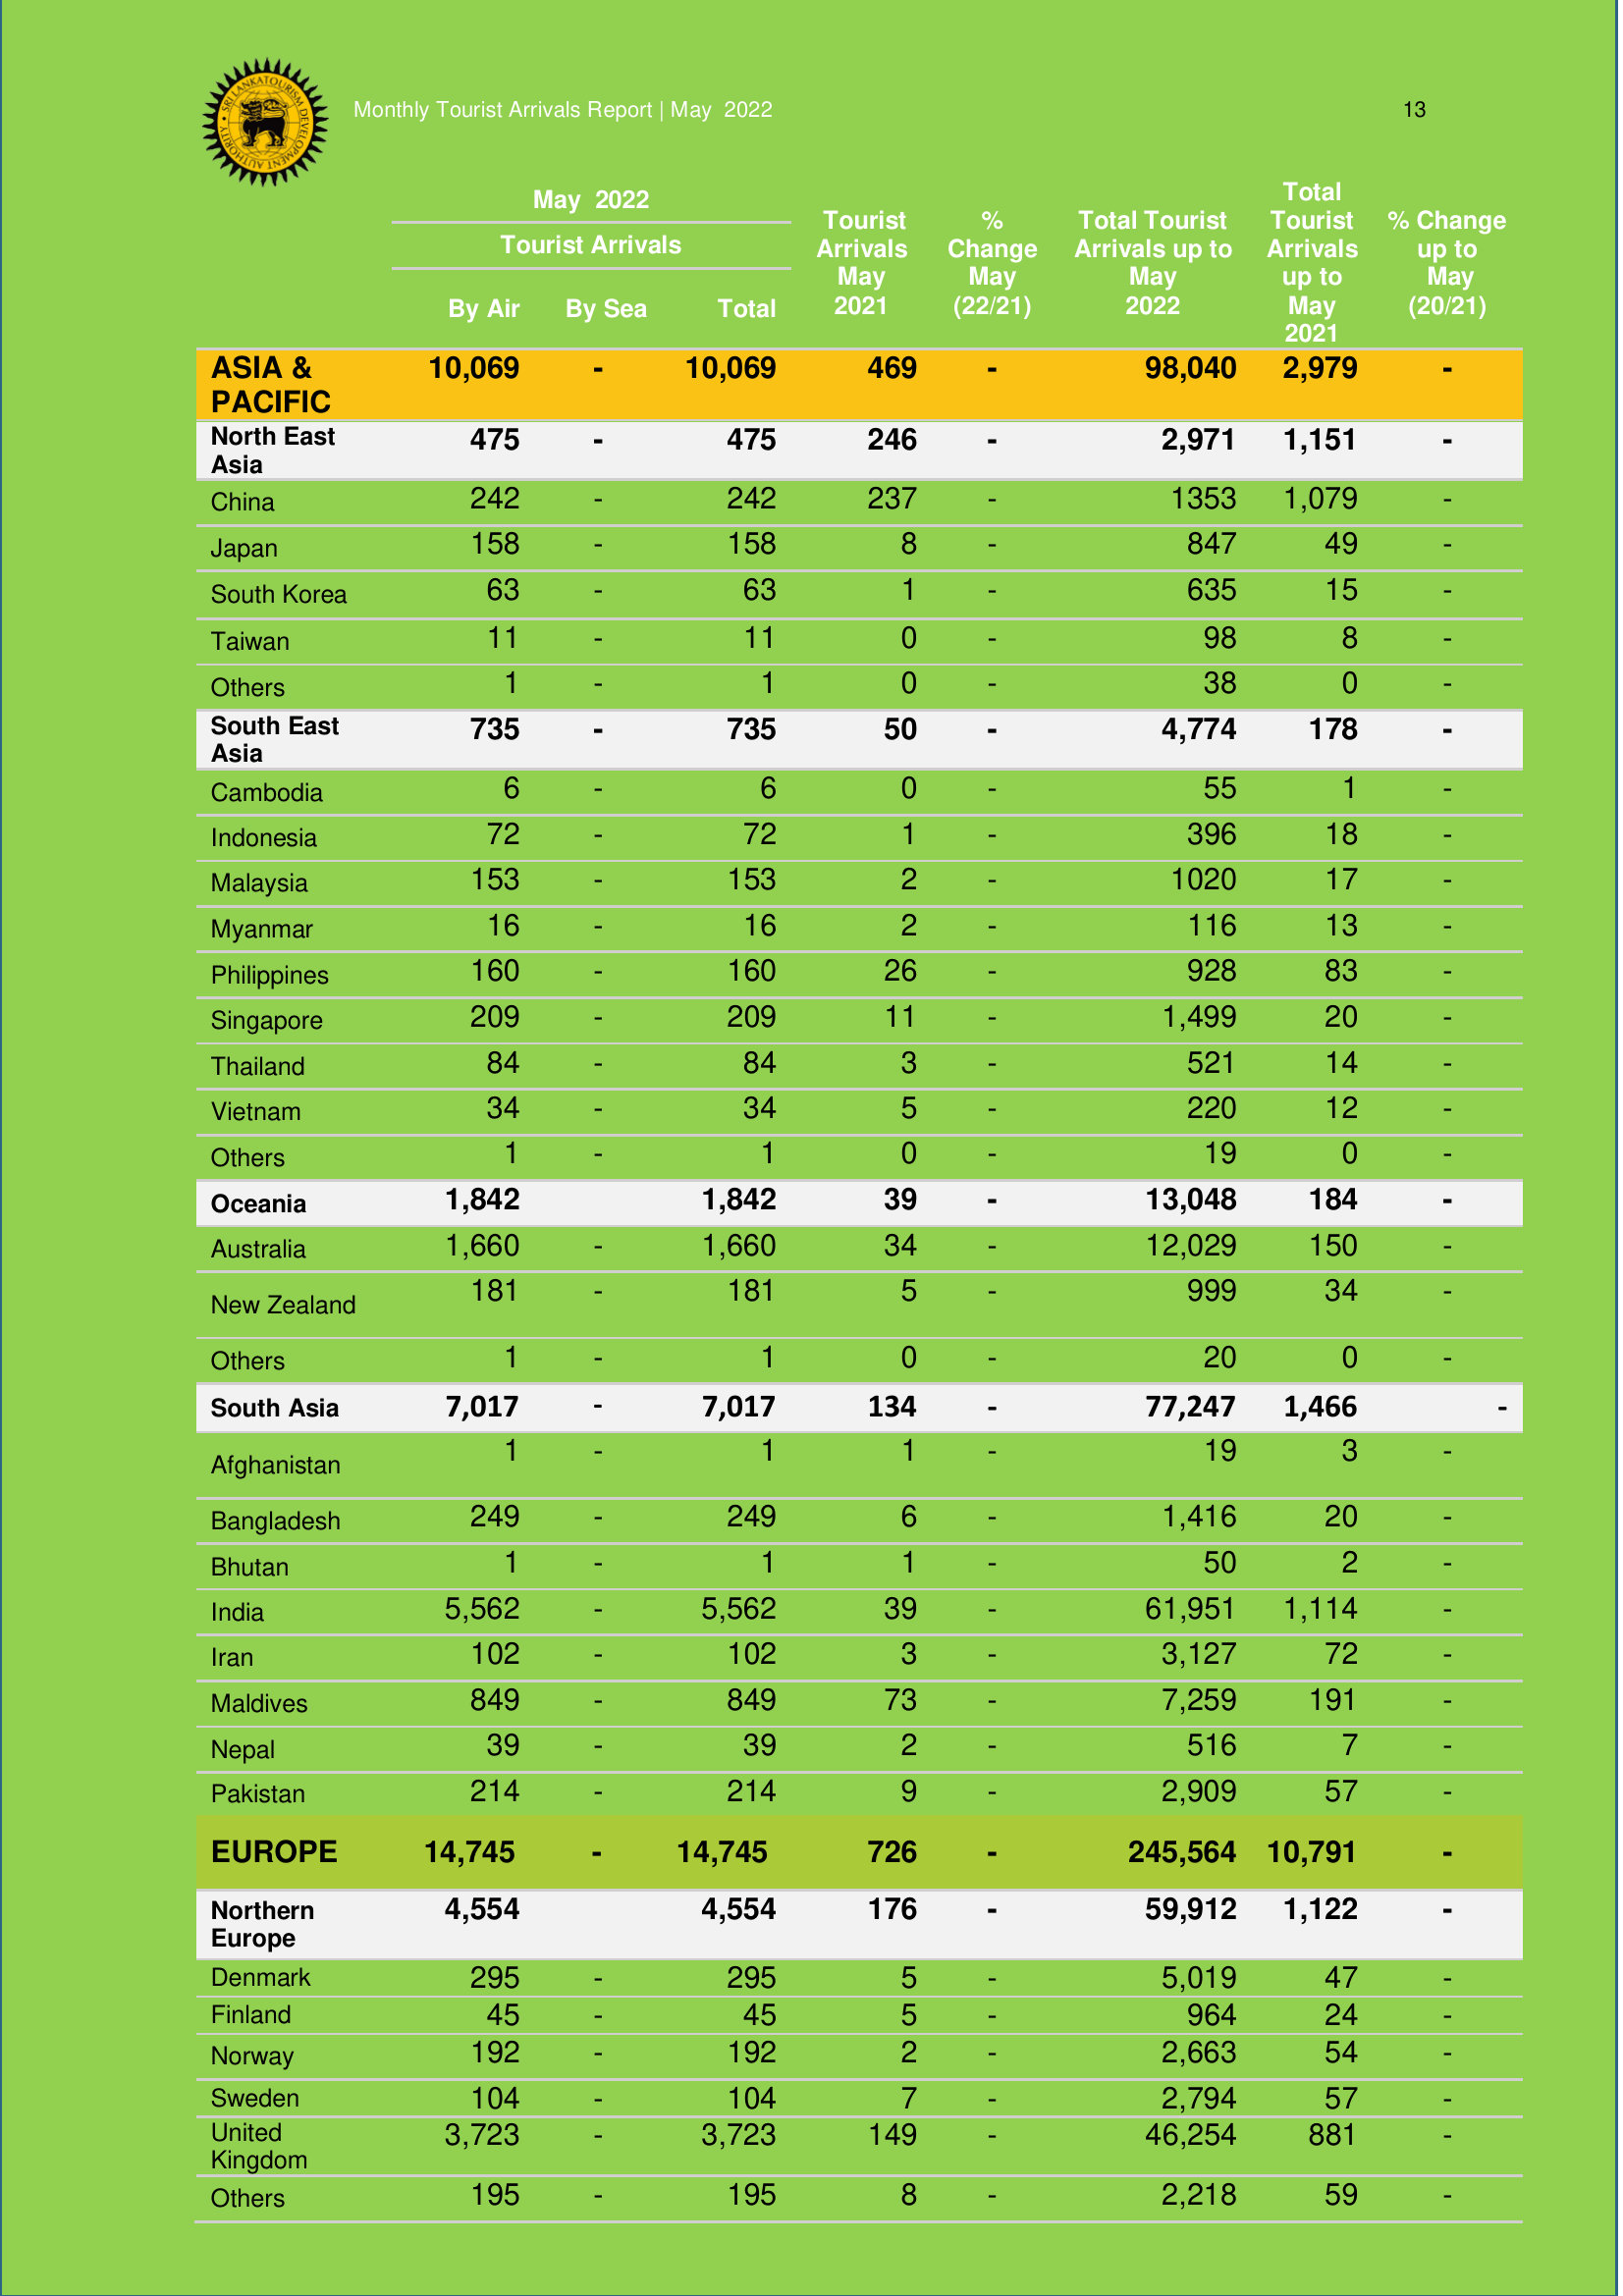 SRI LANKA TOURISM DEVELOPMENT AUTHORITY
Monthly Tourist Arrivals Report | May 2022
13
May 2022
Tourist Arrivals
By Air By Sea Total
Tourist Arrivals May 2021
% Change May (22/21)
Total Tourist Arrivals up to May 2022
Total Tourist Arrivals up to May 2021
% Change up to May (20/21)
ASIA & PACIFIC 10,069 - 10,069 469 - 98,040 2,979 -
North East Asia 475 - 475 246 - 2,971 1,151 -
China 242 - 242 237 - 1353 1,079 -
Japan 158 - 158 8 - 847 49 -
South Korea 63 - 63 1 - 635 15 -
Taiwan 11 - 11 0 - 98 8 -
Others 1 - 1 0 - 38 0 -
South East Asia 735 - 735 50 - 4,774 178 -
Cambodia 6 - 6 0 - 55 1 -
Indonesia 72 - 72 1 - 396 18 -
Malaysia 153 - 153 2 - 1020 17 -
Myanmar 16 - 16 2 - 116 13 -
Philippines 160 - 160 26 - 928 83 -
Singapore 209 - 209 11 - 1,499 20 -
Thailand 84 - 84 3 - 521 14 -
Vietnam 34 - 34 5 - 220 12 -
Others 1 - 1 0 - 19 0 -
Oceania 1,842 1,842 39 - 13,048 184 -
Australia 1,660 - 1,660 34 - 12,029 150 -
New Zealand 181 - 181 5 - 999 34 -
Others 1 - 1 0 - 20 0 -
South Asia 7,017 - 7,017 134 - 77,247 1,466 -
Afghanistan 1 - 1 1 - 19 3 -
Bangladesh 249 - 249 6 - 1,416 20 -
Bhutan 1 - 1 1 - 50 2 -
India 5,562 - 5,562 39 - 61,951 1,114 -
Iran 102 - 102 3 - 3,127 72 -
Maldives 849 - 849 73 - 7,259 191 -
Nepal 39 - 39 2 - 516 7 -
Pakistan 214 - 214 9 - 2,909 57 -
EUROPE 14,745 - 14,745 726 - 245,564 10,791 -
Northern Europe 4,554 4,554 176 - 59,912 1,122 -
Denmark 295 - 295 5 - 5,019 47 -
Finland 45 - 45 5 - 964 24 -
Norway 192 - 192 2 - 2,663 54 -
Sweden 104 - 104 7 - 2,794 57 -
United Kingdom 3,723 - 3,723 149 - 46,254 881 -
Others 195 - 195 8 - 2,218 59 -